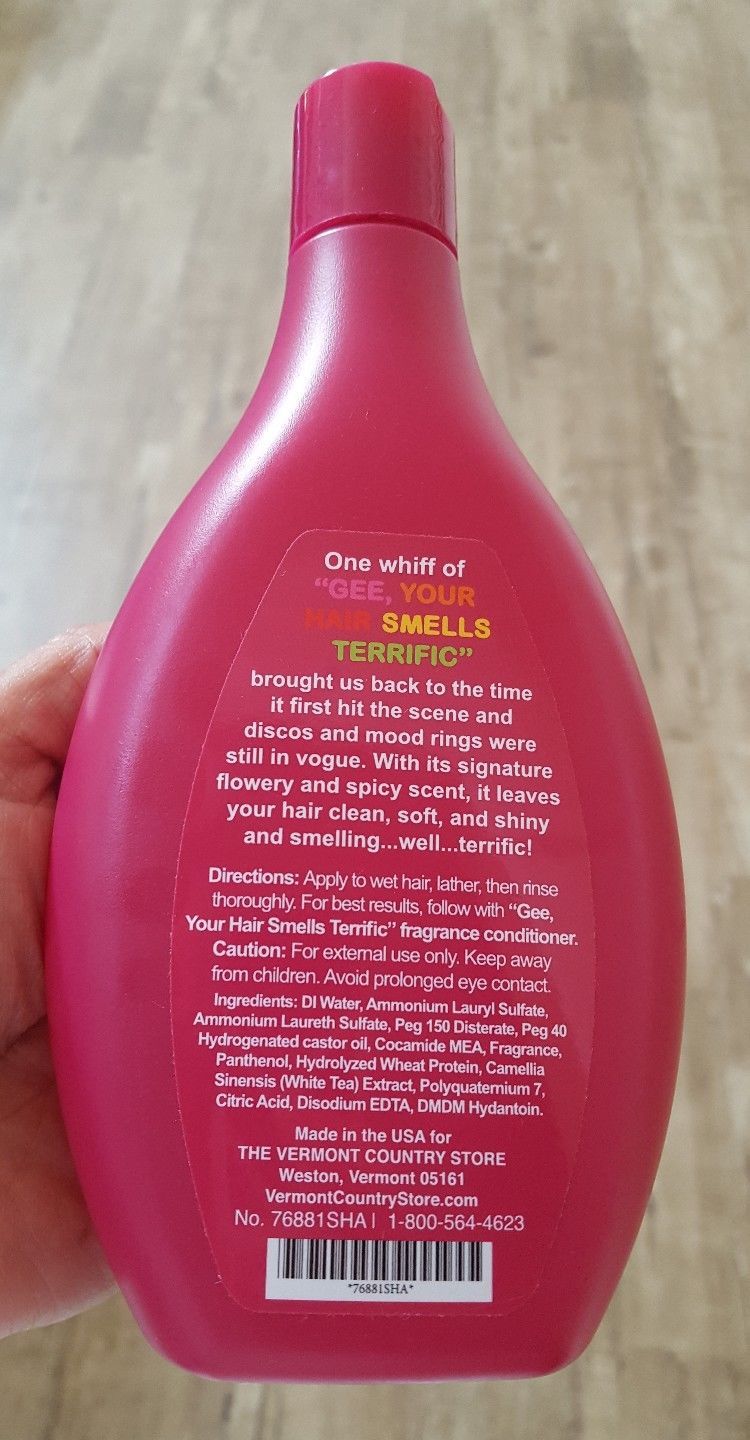 One whiff of
“GEE, YOUR
HAIR SMELLS
TERRIFIC”
brought us back to the time
it first hit the scene and
discos and mood rings were
still in vogue. With its signature
flowery and spicy scent, it leaves
your hair clean, soft, and shiny
and smelling...well...terrific!
Directions: Apply to wet hair, lather, then rinse
thoroughly. For best results, follow with “Gee,
Your Hair Smells Terrific” fragrance conditioner.
Caution: For external use only. Keep away
from children. Avoid prolonged eye contact.
Ingredients: DI Water, Ammonium Lauryl Sulfate,
Ammonium Laureth Sulfate, Peg 150 Disterate, Peg 40
Hydrogenated castor oil, Cocamide MEA, Fragrance,
Panthenol, Hydrolyzed Wheat Protein, Camellia
Sinensis (White Tea) Extract, Polyquaternium 7,
Citric Acid, Disodium EDTA, DMDM Hydantoin.
Made in the USA for
THE VERMONT COUNTRY STORE
Weston, Vermont 05161
VermontCountryStore.com
No. 76881SHA | 1-800-564-4623
*76881SHA*